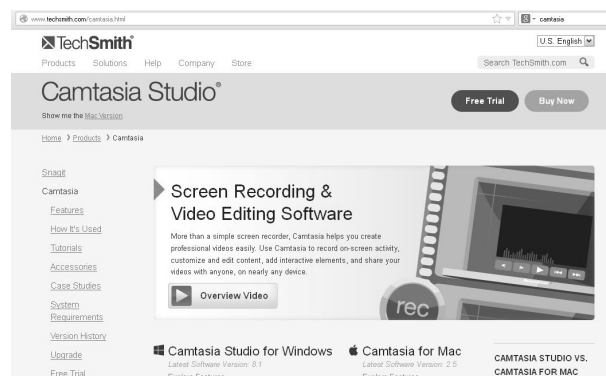 www.techsmith.com/camtasia.html
camtasia
TechSmith®
U.S. English
Products Solutions Help Company Store
Search TechSmith.com
Camtasia Studio®
Free Trial
Buy Now
Show me the Mac Version
Home > Products > Camtasia
Snagit
Camtasia
Features
How It's Used
Tutorials
Accessories
Case Studies
System
Requirements
Version History
Upgrade
Free Trial
Screen Recording &
Video Editing Software
More than a simple screen recorder, Camtasia helps you create
professional videos easily. Use Camtasia to record on-screen activity,
customize and edit content, add interactive elements, and share your
videos with anyone, on nearly any device.
Overview Video
rec
Camtasia Studio for Windows
Latest Software Version: 8.1
Explore Features
Camtasia for Mac
Latest Software Version: 2.5
Explore Features
CAMTASIA STUDIO VS.
CAMTASIA FOR MAC